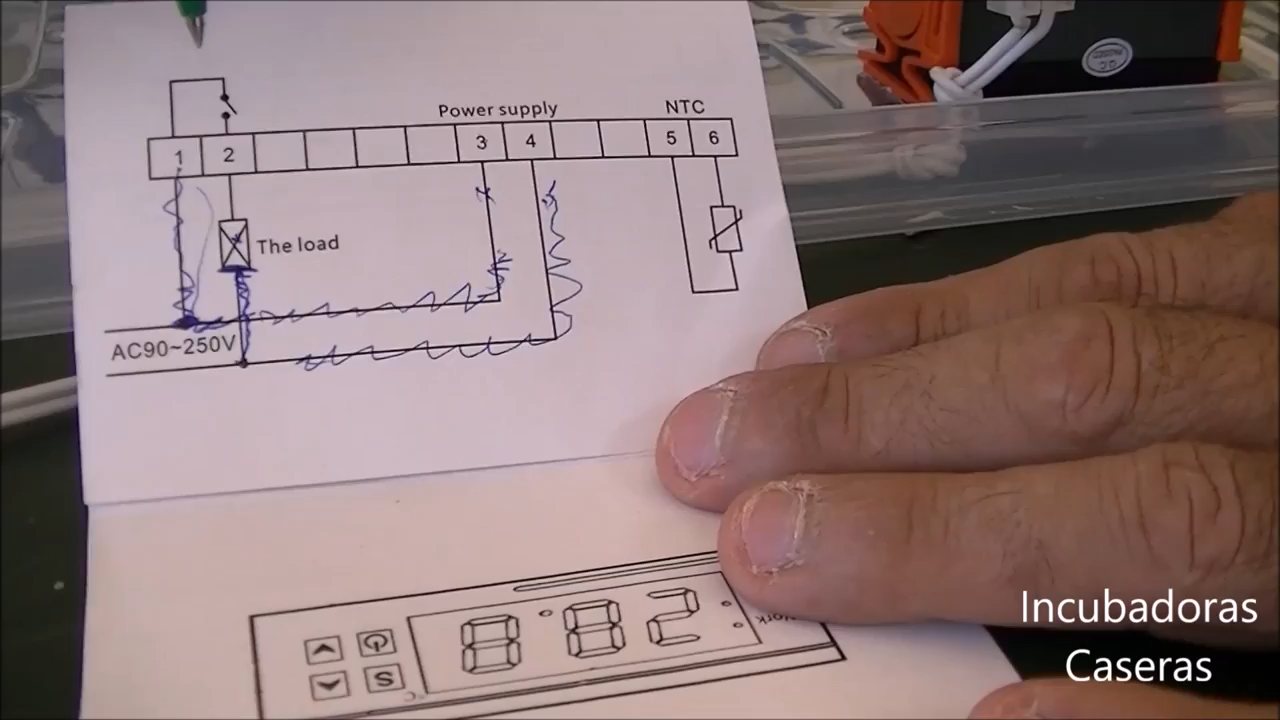 Power supply NTC
1 2 3 4 5 6
The load
AC90~250V
S
°C
Incubadoras
Caseras